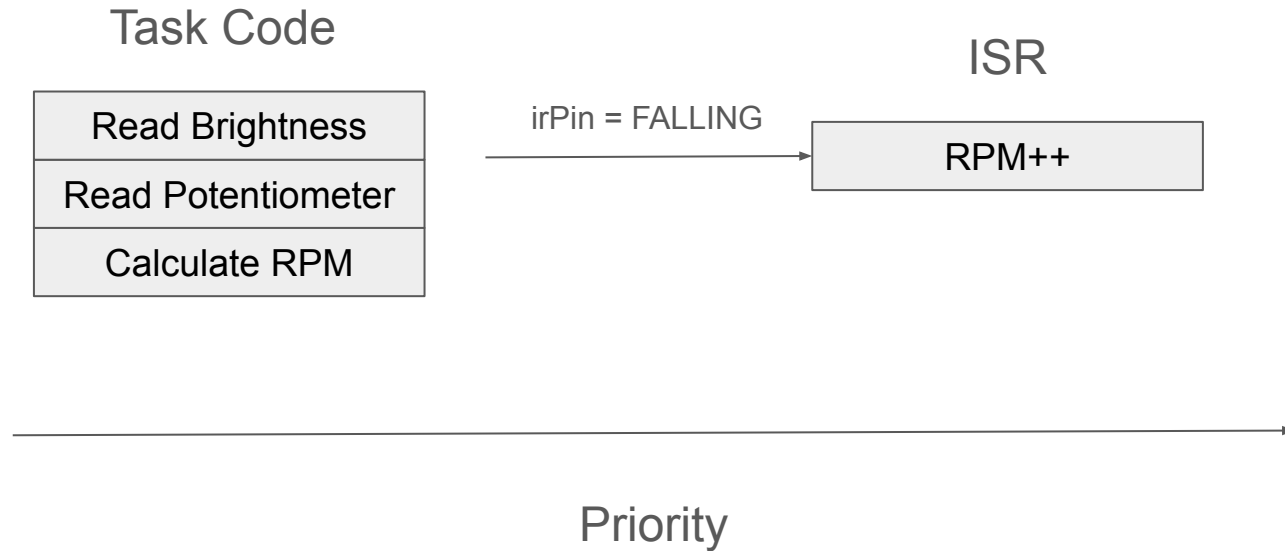 Task Code
Read Brightness
Read Potentiometer
Calculate RPM
irPin = FALLING
ISR
RPM++
Priority